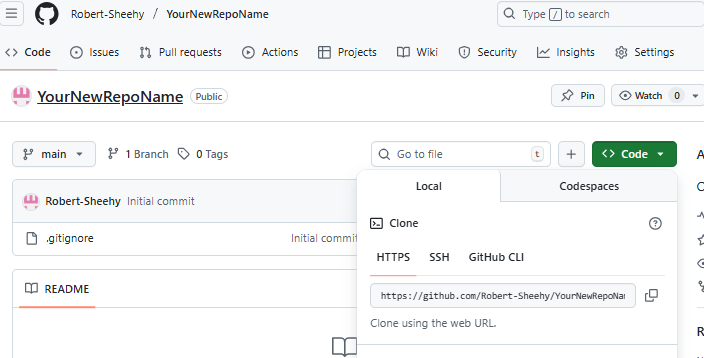 Robert-Sheehy / YourNewRepoName
Type / to search
Code Issues Pull requests Actions Projects Wiki Security Insights Settings
YourNewRepoName Public
Pin Watch 0
main 1 Branch 0 Tags Go to file t Code
Local Codespaces
Robert-Sheehy Initial commit
Clone
.gitignore Initial commit
HTTPS SSH GitHub CLI
README
https://github.com/Robert-Sheehy/YourNewRepoNam
Clone using the web URL.